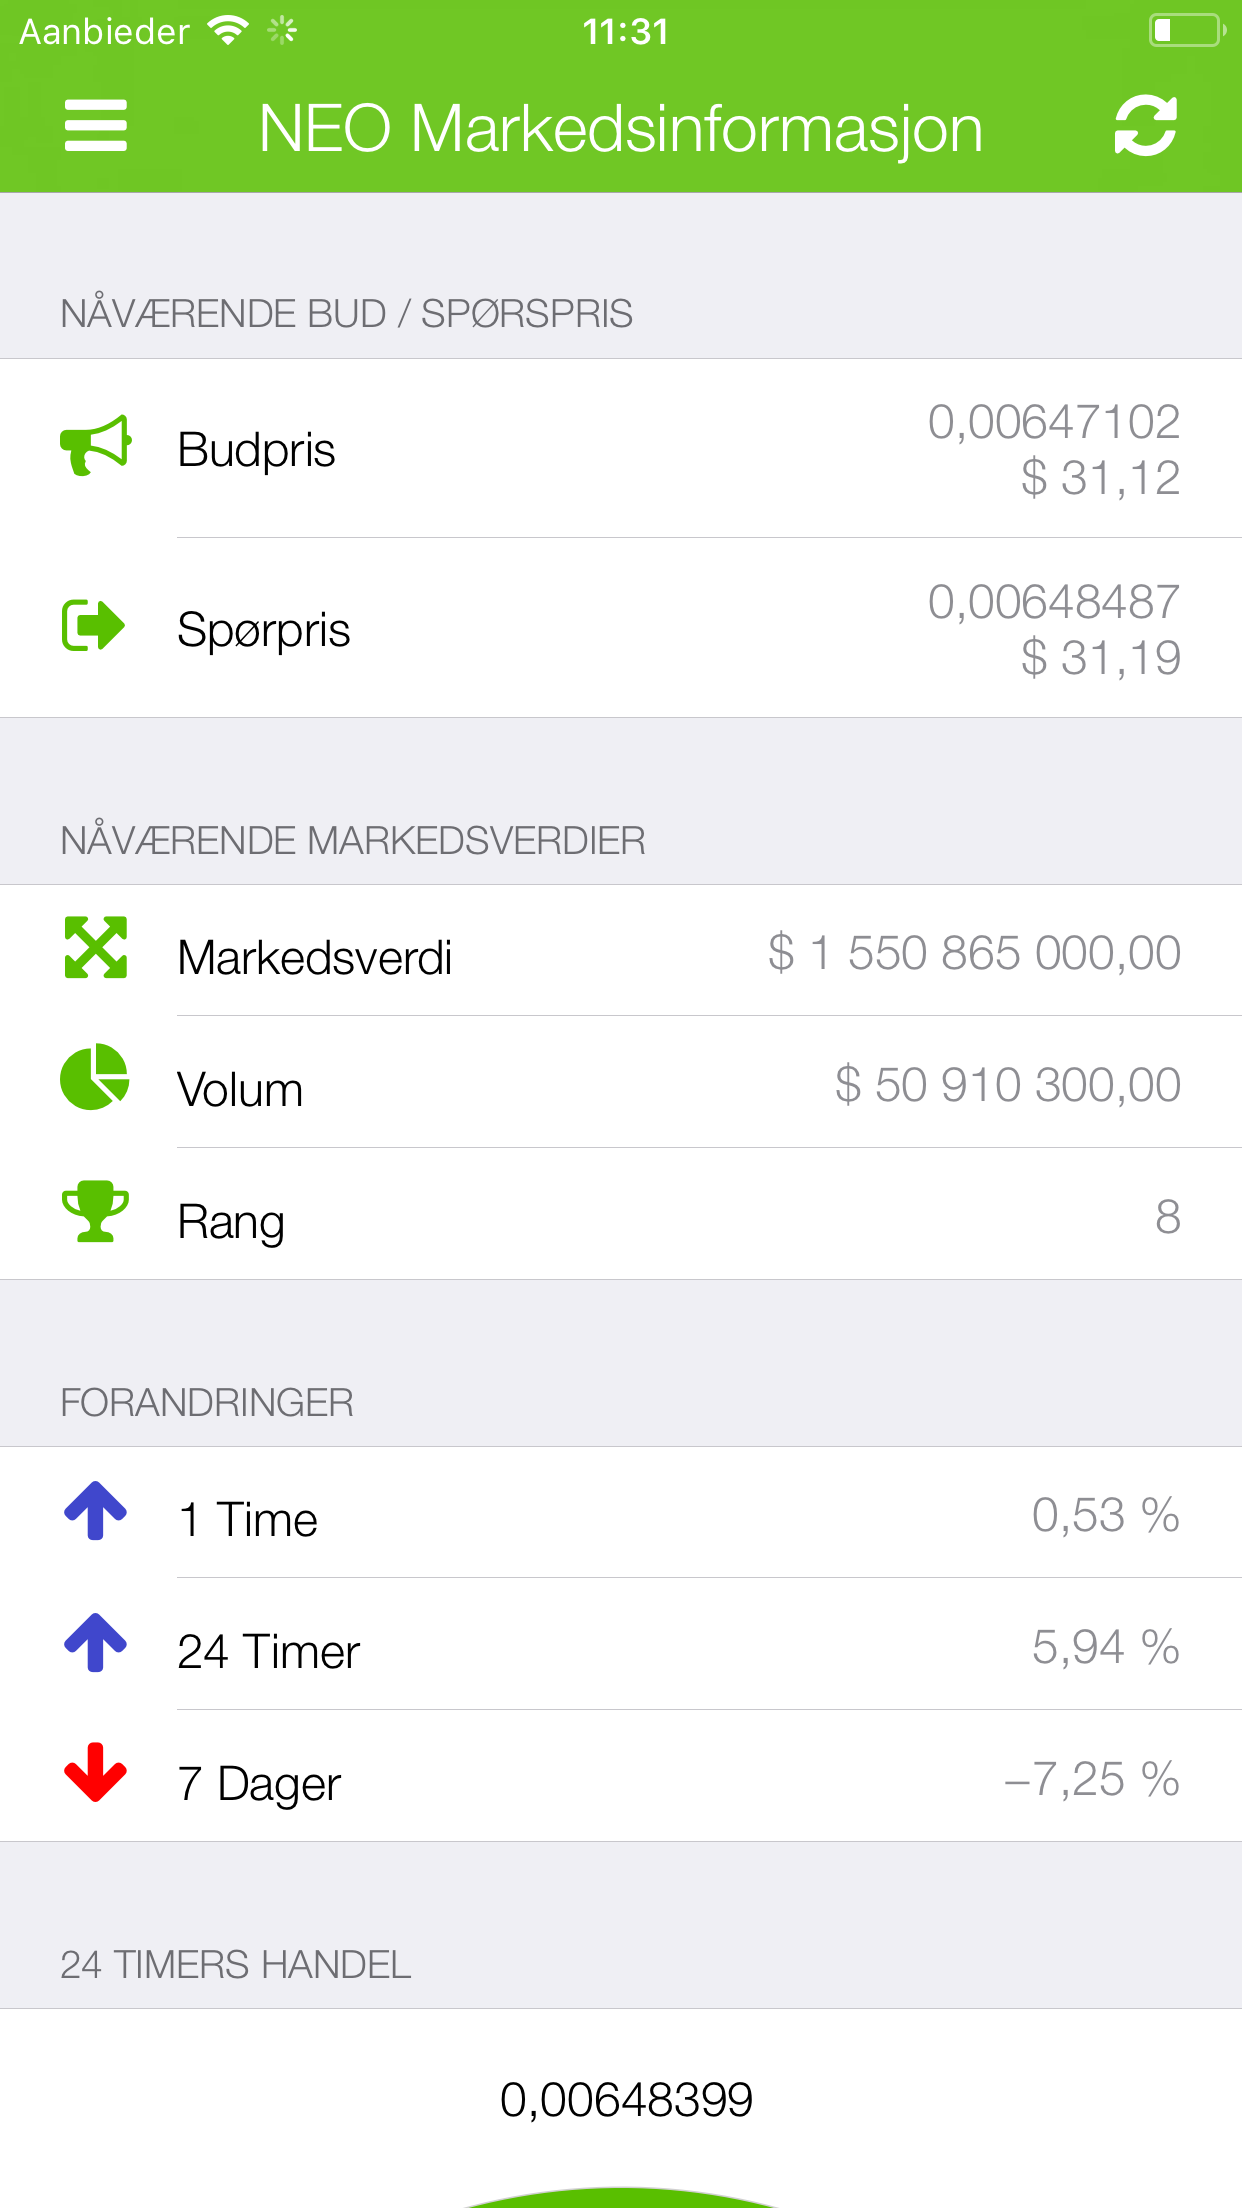 Aanbieder 11:31
NEO Markedsinformasjon
NÅVÆRENDE BUD / SPØRSPRIS
Budpris 0,00647102
$ 31,12
Spørpris 0,00648487
$ 31,19
NÅVÆRENDE MARKEDSVERDIER
Markedsverdi $ 1 550 865 000,00
Volum $ 50 910 300,00
Rang 8
FORANDRINGER
1 Time 0,53 %
24 Timer 5,94 %
7 Dager –7,25 %
24 TIMERS HANDEL
0,00648399